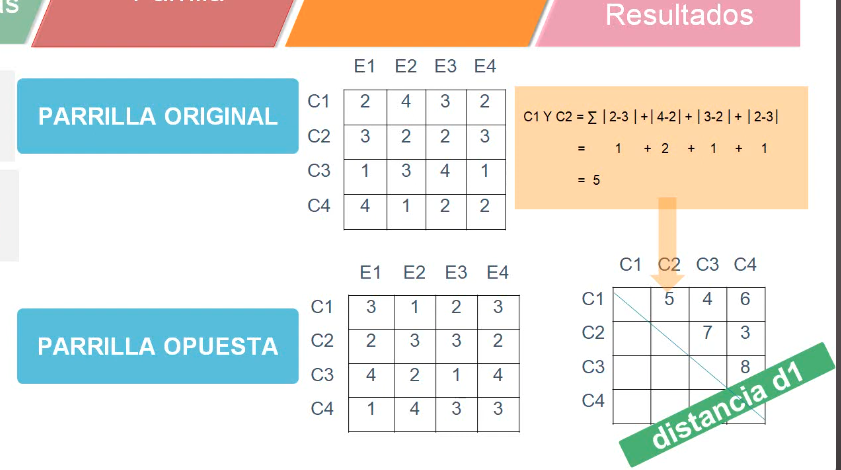 Resultados
PARRILLA ORIGINAL
E1 E2 E3 E4
C1 2 4 3 2
C2 3 2 2 3
C3 1 3 4 1
C4 4 1 2 2
C1 Y C2 = ∑ | 2-3 | +| 4-2| + | 3-2 | + | 2-3|
= 1 + 2 + 1 + 1
= 5
PARRILLA OPUESTA
E1 E2 E3 E4
C1 3 1 2 3
C2 2 3 3 2
C3 4 2 1 4
C4 1 4 3 3
C1 C2 C3 C4
C1 5 4 6
C2 7 3
C3 8
C4
distancia d1